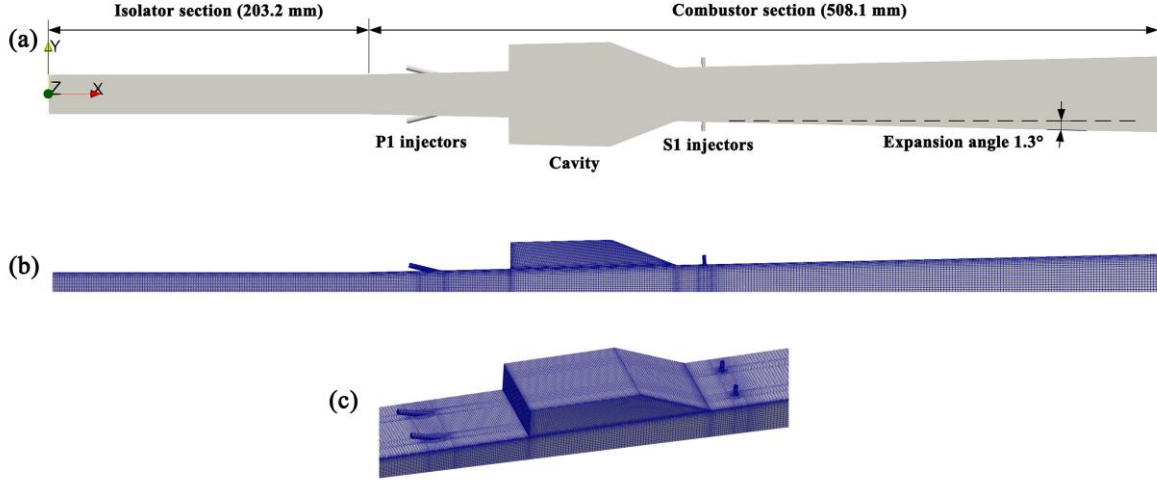 Isolator section (203.2 mm)
Combustor section (508.1 mm)
(a)
Y
Z
X
P1 injectors
Cavity
S1 injectors
Expansion angle 1.3°
(b)
(c)